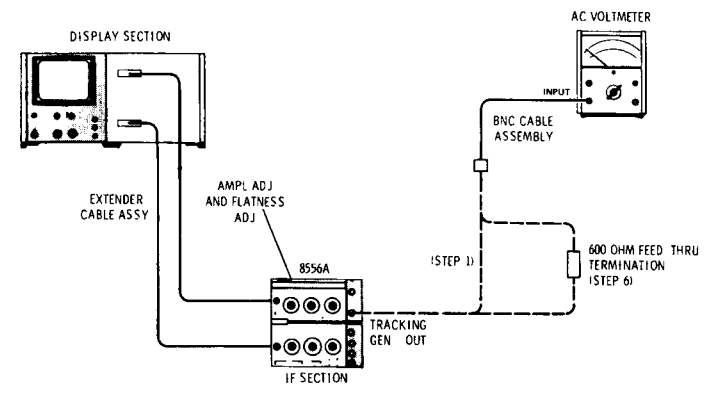 AC VOLTMETER
DISPLAY SECTION
INPUT
BNC CABLE
ASSEMBLY
AMPL ADJ
AND FLATNESS
ADJ
EXTENDER
CABLE ASSY
(STEP 1)
600 OHM FEED THRU
TERMINATION
(STEP 6)
8556A
TRACKING
GEN OUT
IF SECTION